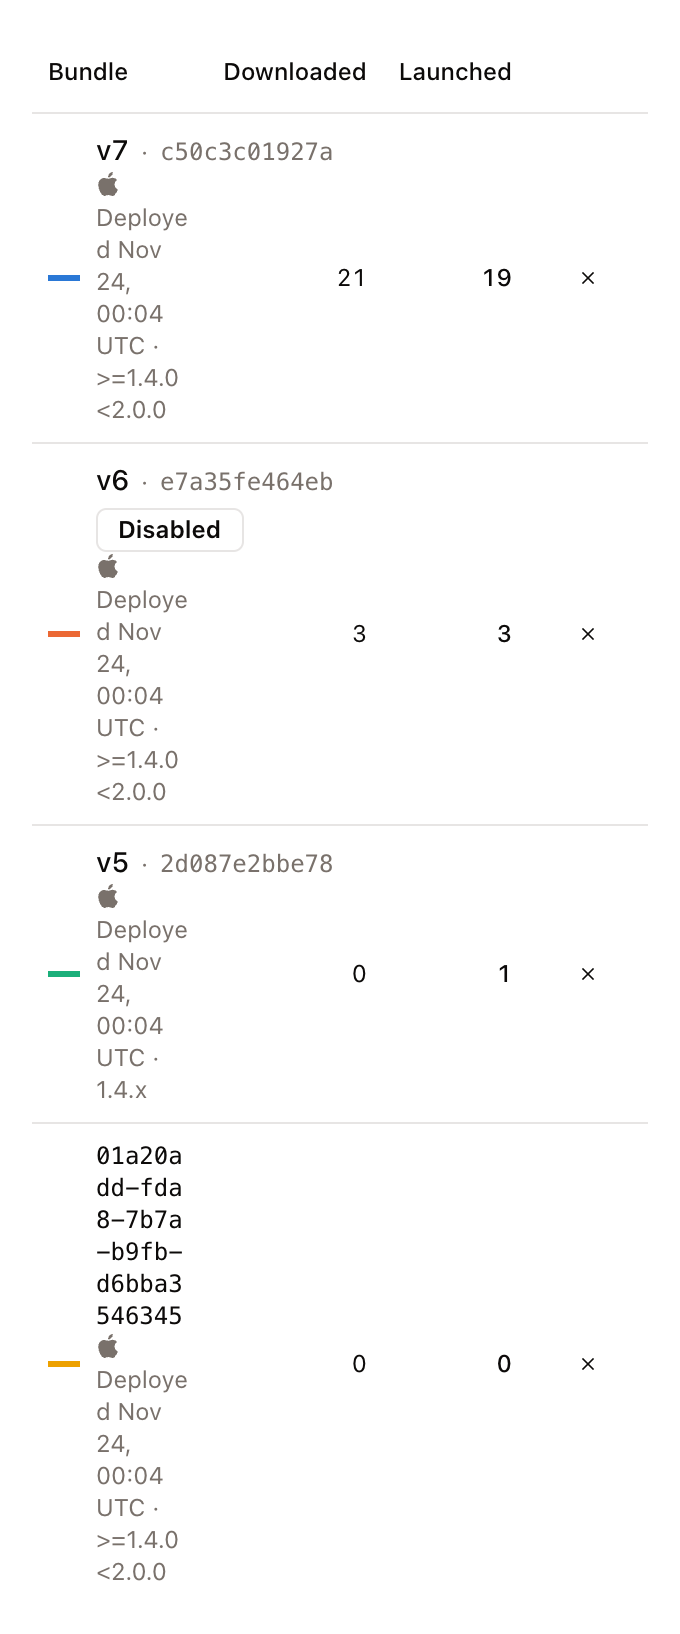 Bundle Downloaded Launched
v7 · c50c3c01927a
Deploye
d Nov
24,
00:04
UTC ·
>=1.4.0
<2.0.0
21 19 ×
v6 · e7a35fe464eb
Disabled
Deploye
d Nov
24,
00:04
UTC ·
>=1.4.0
<2.0.0
3 3 ×
v5 · 2d087e2bbe78
Deploye
d Nov
24,
00:04
UTC ·
1.4.x
0 1 ×
01a20a
dd-fda
8-7b7a
-b9fb-
d6bba3
546345
Deploye
d Nov
24,
00:04
UTC ·
>=1.4.0
<2.0.0
0 0 ×